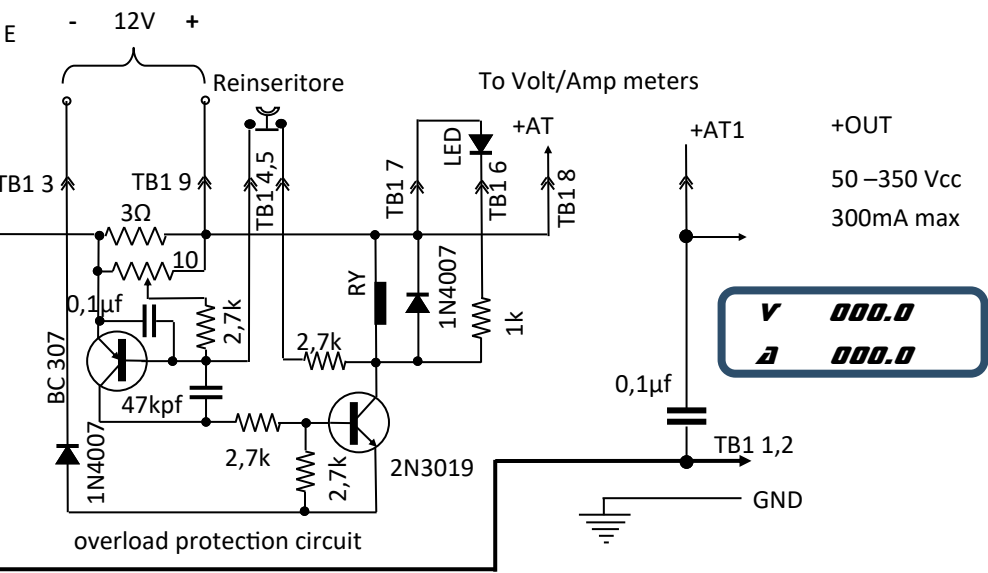 E
- 12V +
Reinseritore
To Volt/Amp meters
LED
+AT
+AT1
+OUT
TB1 3
TB1 9
TB1 4,5
TB1 7
TB1 6
TB1 8
50 –350 Vcc
300mA max
3Ω
10
0,1µf
2,7k
RY
1N4007
1k
V 000.0
A 000.0
BC 307
2,7k
47kpf
0,1µf
1N4007
2,7k
2,7k
2N3019
TB1 1,2
GND
overload protection circuit